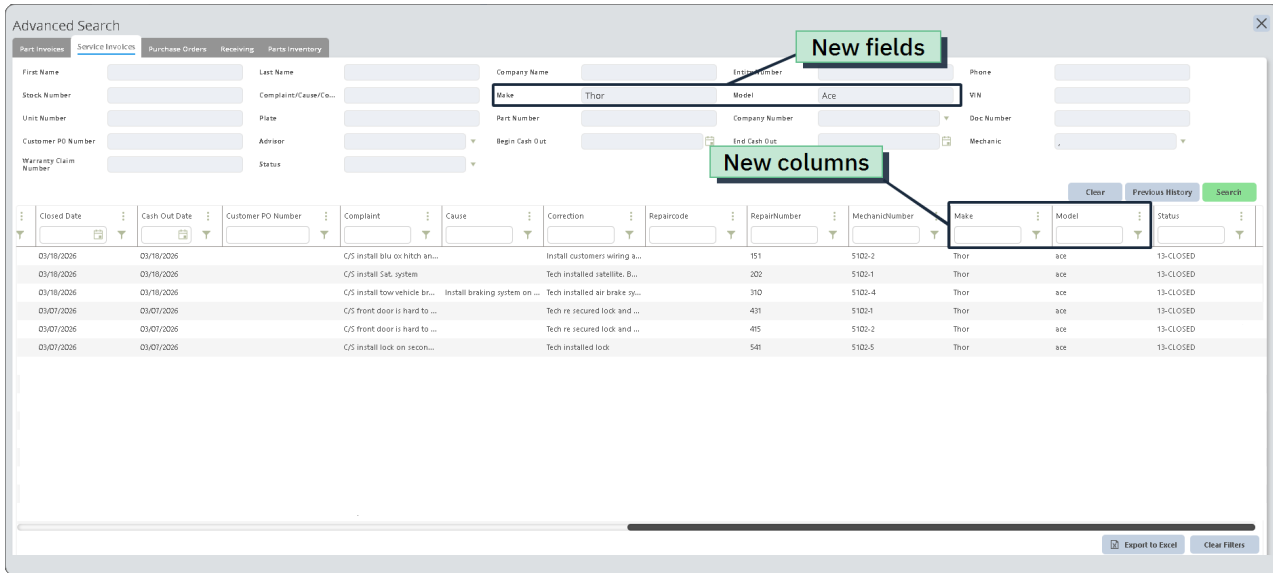 Advanced Search
Part Invoices Service Invoices Purchase Orders Receiving Parts Inventory
New fields
First Name Last Name Company Name Entity Number Phone
Stock Number Complaint/Cause/Co... Make Thor Model Ace VIN
Unit Number Plate Part Number Company Number Doc Number
Customer PO Number Advisor Begin Cash Out End Cash Out Mechanic ,
Warranty Claim Number Status
New columns
Clear Previous History Search
Closed Date Cash Out Date Customer PO Number Complaint Cause Correction Repaircode RepairNumber MechanicNumber Make Model Status
03/18/2026 03/18/2026 C/S install blu ox hitch an... Install customers wiring a... 151 5102-2 Thor ace 13-CLOSED
03/18/2026 03/18/2026 C/S install Sat. system Tech installed satellite. B... 202 5102-1 Thor ace 13-CLOSED
03/18/2026 03/18/2026 C/S install tow vehicle br... Install braking system on ... Tech installed air brake sy... 310 5102-4 Thor ace 13-CLOSED
03/07/2026 03/07/2026 C/S front door is hard to ... Tech re secured lock and ... 431 5102-1 Thor ace 13-CLOSED
03/07/2026 03/07/2026 C/S front door is hard to ... Tech re secured lock and ... 415 5102-2 Thor ace 13-CLOSED
03/07/2026 03/07/2026 C/S install lock on secon... Tech installed lock 541 5102-5 Thor ace 13-CLOSED
Export to Excel Clear Filters